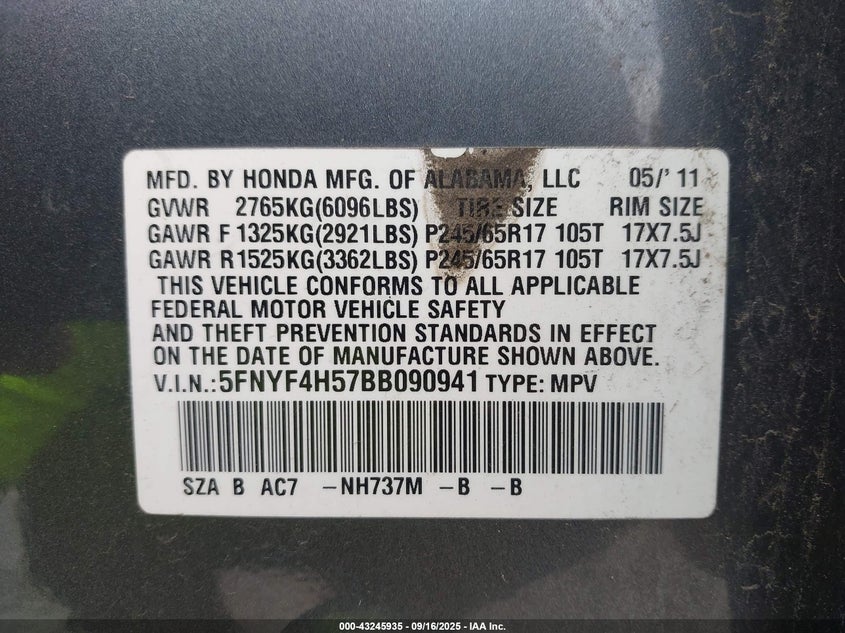 MFD. BY HONDA MFG. OF ALABAMA, LLC 05/'11
GVWR 2765KG(6096LBS) TIRE SIZE RIM SIZE
GAWR F 1325KG(2921LBS) P245/65R17 105T 17X7.5J
GAWR R 1525KG(3362LBS) P245/65R17 105T 17X7.5J
THIS VEHICLE CONFORMS TO ALL APPLICABLE
FEDERAL MOTOR VEHICLE SAFETY
AND THEFT PREVENTION STANDARDS IN EFFECT
ON THE DATE OF MANUFACTURE SHOWN ABOVE.
V.I.N.:5FNYF4H57BB090941 TYPE: MPV
SZA B AC7 -NH737M -B -B
000-43245935 - 09/16/2025 - IAA Inc.